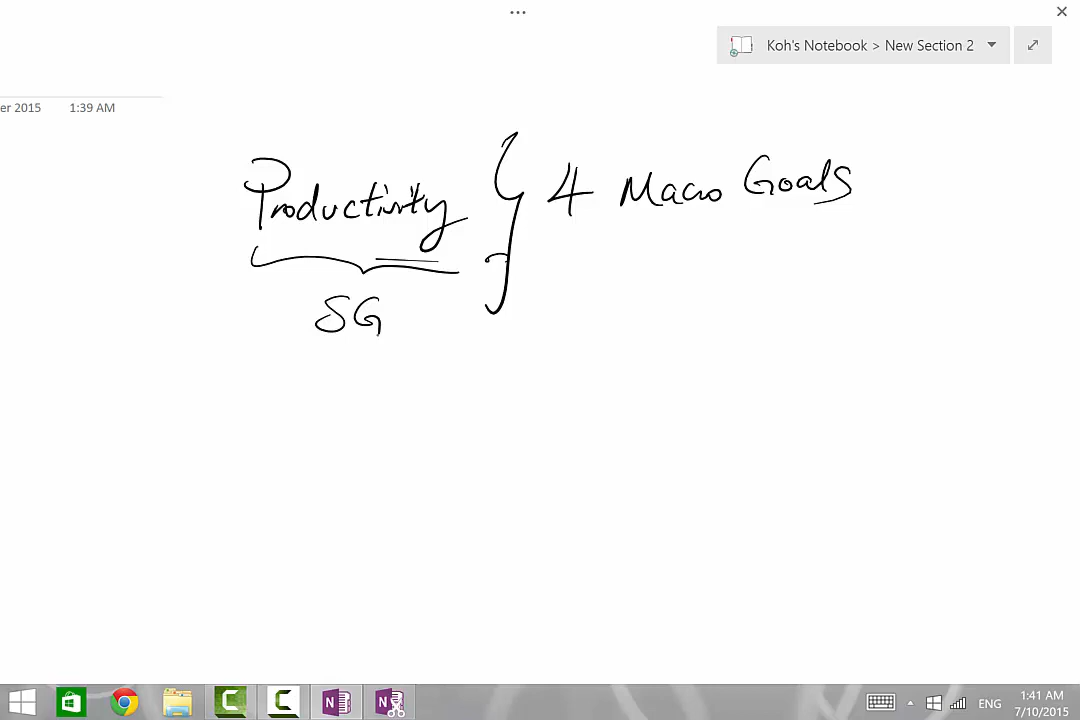 ...
Koh's Notebook > New Section 2
er 2015 1:39 AM
Productivity 4 Macro Goals
SG
ENG
1:41 AM
7/10/2015